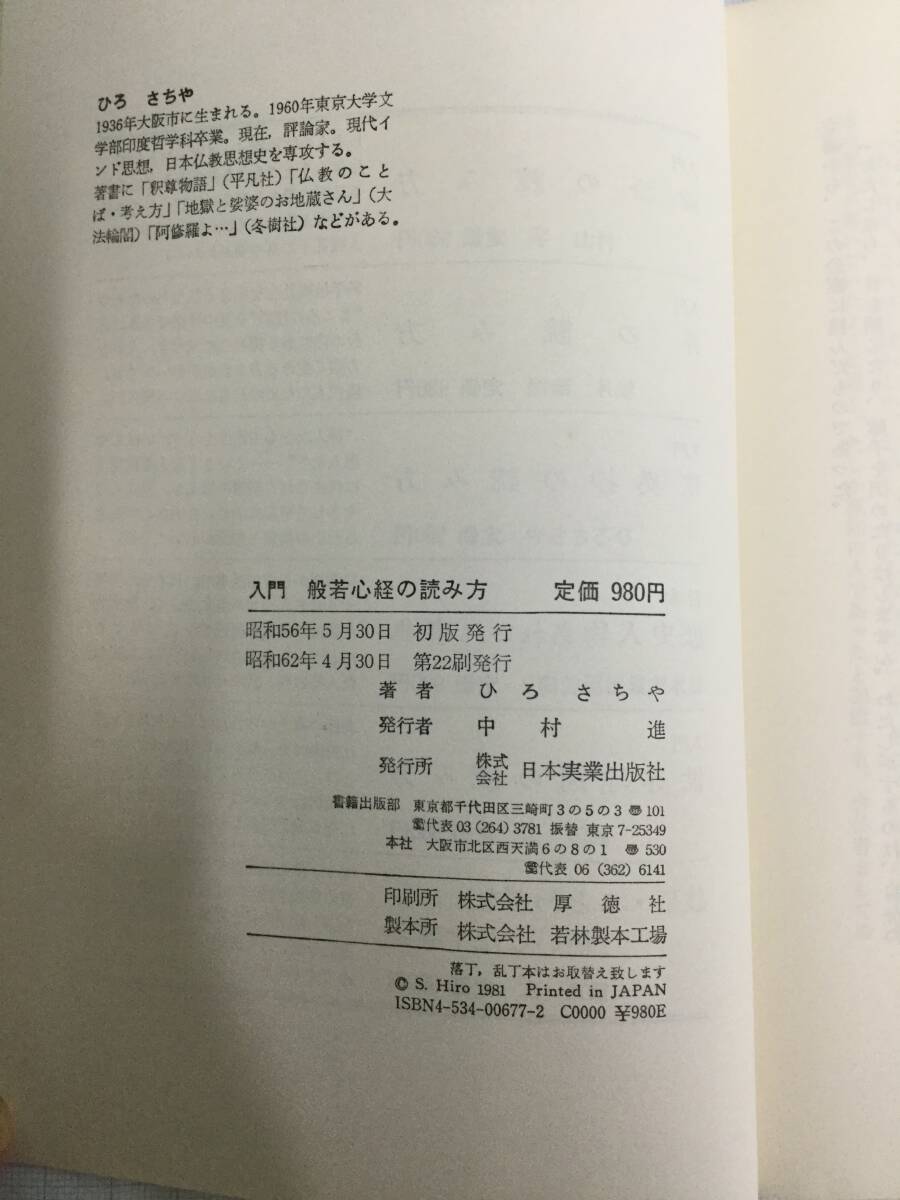 ひろ さちや
1936年大阪市に生まれる。1960年東京大学文
学部印度哲学科卒業。現在，評論家。現代イ
ンド思想，日本仏教思想史を専攻する。
著書に「釈尊物語」（平凡社）「仏教のこと
ば・考え方」「地獄と娑婆のお地蔵さん」（大
法輪閣）「阿修羅よ…」（冬樹社）などがある。
入門 般若心経の読み方 定価 980円
昭和56年5月30日 初版発行
昭和62年4月30日 第22刷発行
著者 ひろさちや
発行者 中村 進
発行所 株式会社 日本実業出版社
書籍出版部 東京都千代田区三崎町3の5の3 〠 101
☎代表 03 (264) 3781 振替 東京 7-25349
本社 大阪市北区西天満6の8の1 〠 530
☎代表 06 (362) 6141
印刷所 株式会社 厚徳社
製本所 株式会社 若林製本工場
落丁，乱丁本はお取替え致します
© S. Hiro 1981 Printed in JAPAN
ISBN4-534-00677-2 C0000 ¥980E